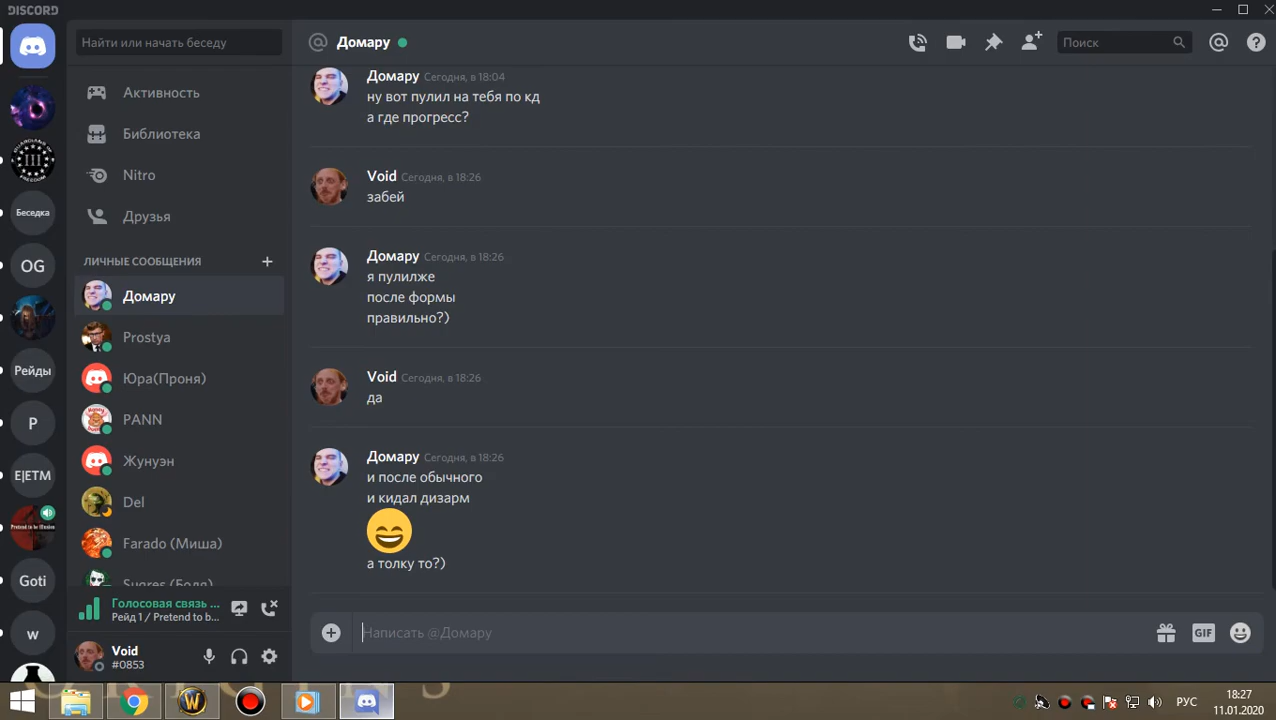 DISCORD
Найти или начать беседу
Домару
Поиск
Активность
Библиотека
Nitro
Друзья
ЛИЧНЫЕ СООБЩЕНИЯ
Домару
Prostya
Юра(Проня)
PANN
Жунуэн
Del
Farado (Миша)
Sugres (Боля)
Голосовая связь ...
Рейд 1 / Pretend to b...
Void
#0853
III
Беседка
OG
Рейды
P
E|ETM
Goti
w
Домару Сегодня, в 18:04
ну вот пулил на тебя по кд
а где прогресс?
Void Сегодня, в 18:26
забей
Домару Сегодня, в 18:26
я пулилже
после формы
правильно?)
Void Сегодня, в 18:26
да
Домару Сегодня, в 18:26
и после обычного
и кидал дизарм
а толку то?)
Написать @Домару
GIF
РУС
18:27
11.01.2020